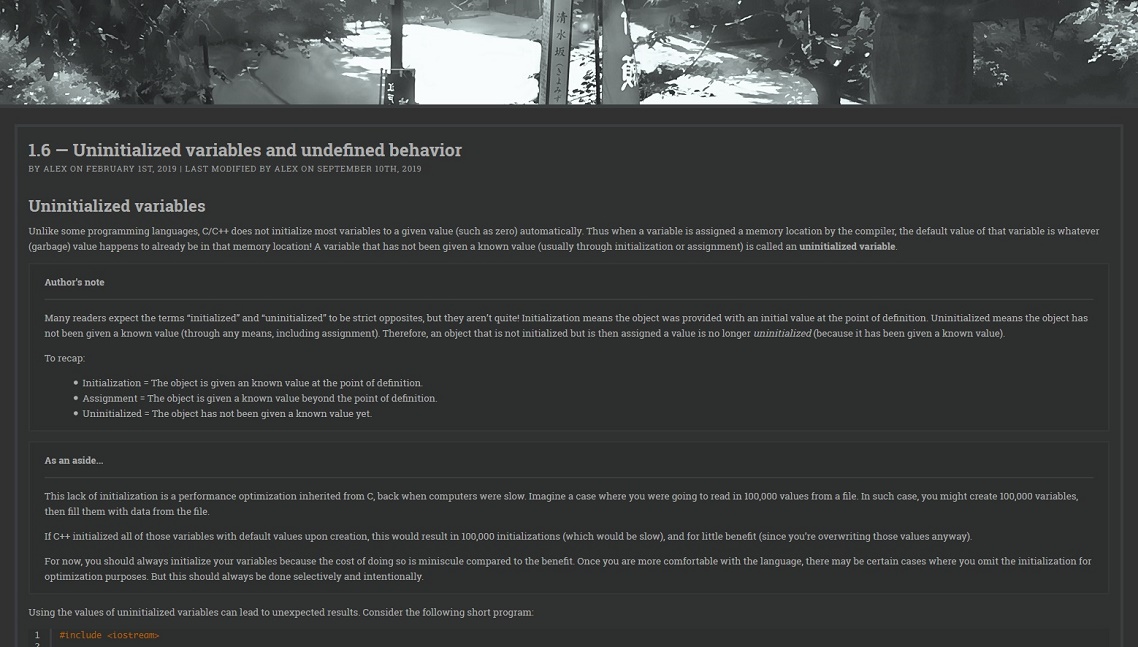 清水坂
1.6 — Uninitialized variables and undefined behavior
BY ALEX ON FEBRUARY 1ST, 2019 | LAST MODIFIED BY ALEX ON SEPTEMBER 10TH, 2019
Uninitialized variables
Unlike some programming languages, C/C++ does not initialize most variables to a given value (such as zero) automatically. Thus when a variable is assigned a memory location by the compiler, the default value of that variable is whatever
(garbage) value happens to already be in that memory location! A variable that has not been given a known value (usually through initialization or assignment) is called an uninitialized variable.
Author's note
Many readers expect the terms “initialized” and “uninitialized” to be strict opposites, but they aren't quite! Initialization means the object was provided with an initial value at the point of definition. Uninitialized means the object has
not been given a known value (through any means, including assignment). Therefore, an object that is not initialized but is then assigned a value is no longer uninitialized (because it has been given a known value).
To recap:
• Initialization = The object is given an known value at the point of definition.
• Assignment = The object is given a known value beyond the point of definition.
• Uninitialized = The object has not been given a known value yet.
As an aside...
This lack of initialization is a performance optimization inherited from C, back when computers were slow. Imagine a case where you were going to read in 100,000 values from a file. In such case, you might create 100,000 variables,
then fill them with data from the file.
If C++ initialized all of those variables with default values upon creation, this would result in 100,000 initializations (which would be slow), and for little benefit (since you're overwriting those values anyway).
For now, you should always initialize your variables because the cost of doing so is miniscule compared to the benefit. Once you are more comfortable with the language, there may be certain cases where you omit the initialization for
optimization purposes. But this should always be done selectively and intentionally.
Using the values of uninitialized variables can lead to unexpected results. Consider the following short program:
1 #include <iostream>
2